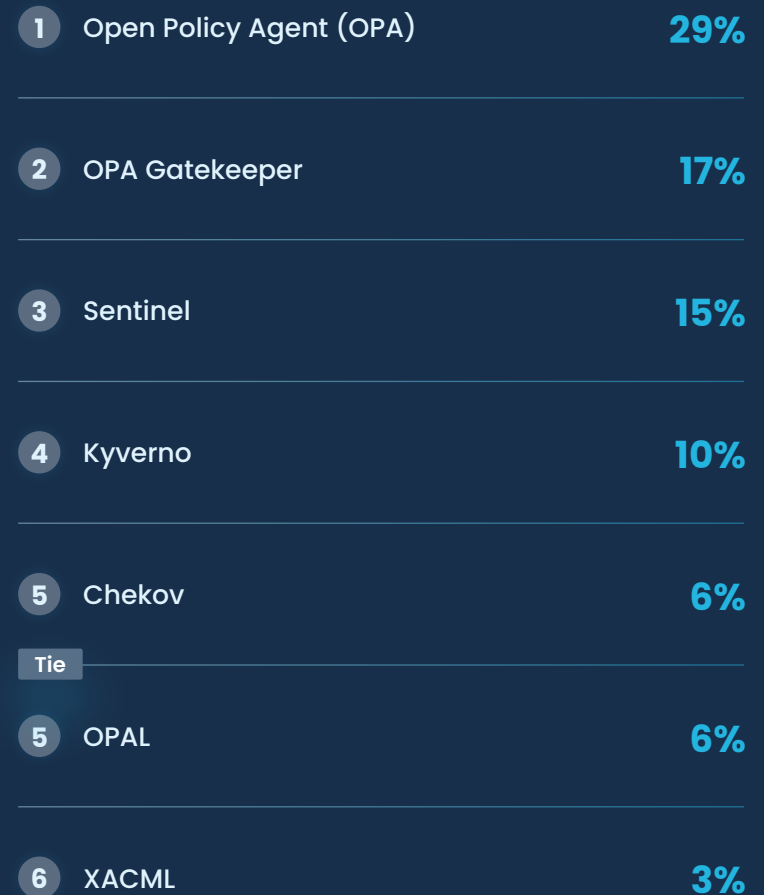 1 Open Policy Agent (OPA) 29%
2 OPA Gatekeeper 17%
3 Sentinel 15%
4 Kyverno 10%
5 Chekov 6%
Tie
5 OPAL 6%
6 XACML 3%